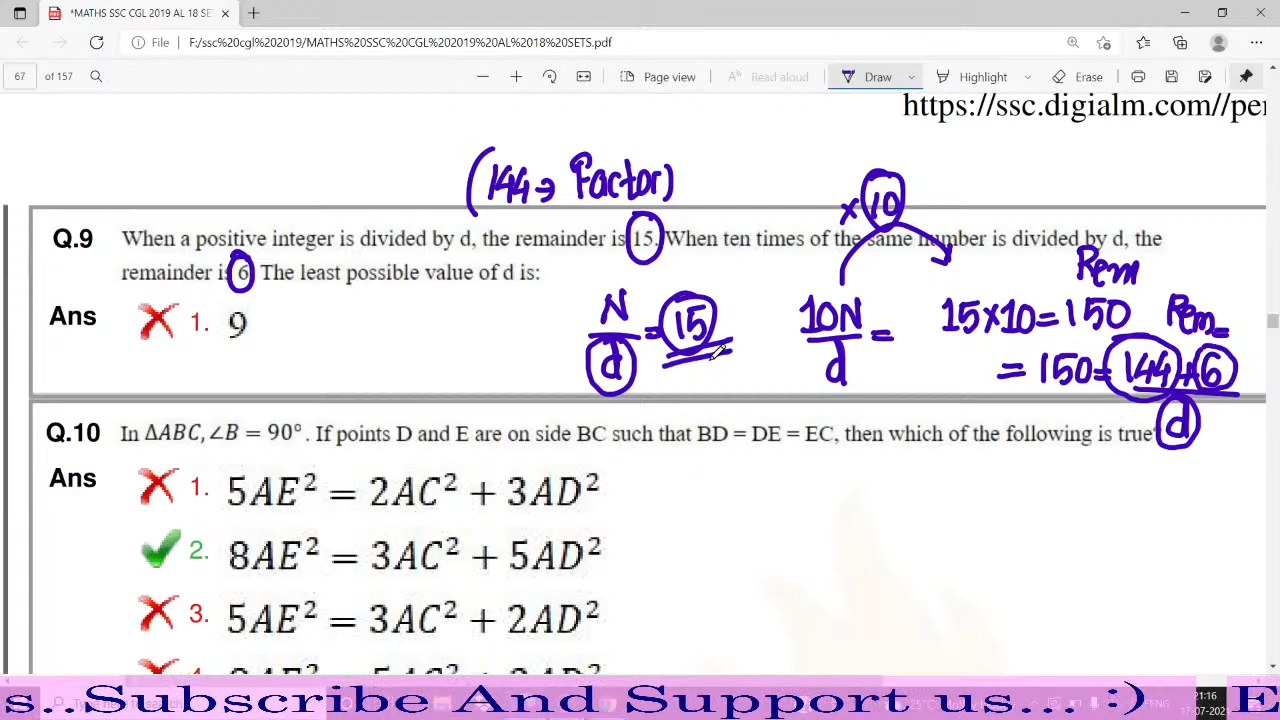 *MATHS SSC CGL 2019 AL 18 SE
File F:/ssc%20cgl%202019/MATHS%20SSC%20CGL%202019%20AL%2018%20SETS.pdf
67 of 157 Page view Read aloud Draw Highlight Erase
https://ssc.digialm.com//per
(144→ Factor) ×10
Q.9 When a positive integer is divided by d, the remainder is 15. When ten times of the same number is divided by d, the
remainder is 6. The least possible value of d is:
Rem
Ans 1. 9
N/d = 15 10N/d = 15×10=150 Rem
= 150= 144+6/d
Q.10 In ΔABC, ∠B = 90°. If points D and E are on side BC such that BD = DE = EC, then which of the following is true?
Ans 1. 5AE² = 2AC² + 3AD²
2. 8AE² = 3AC² + 5AD²
3. 5AE² = 3AC² + 2AD²
s..Subscribe And Support us... :) E
21:16